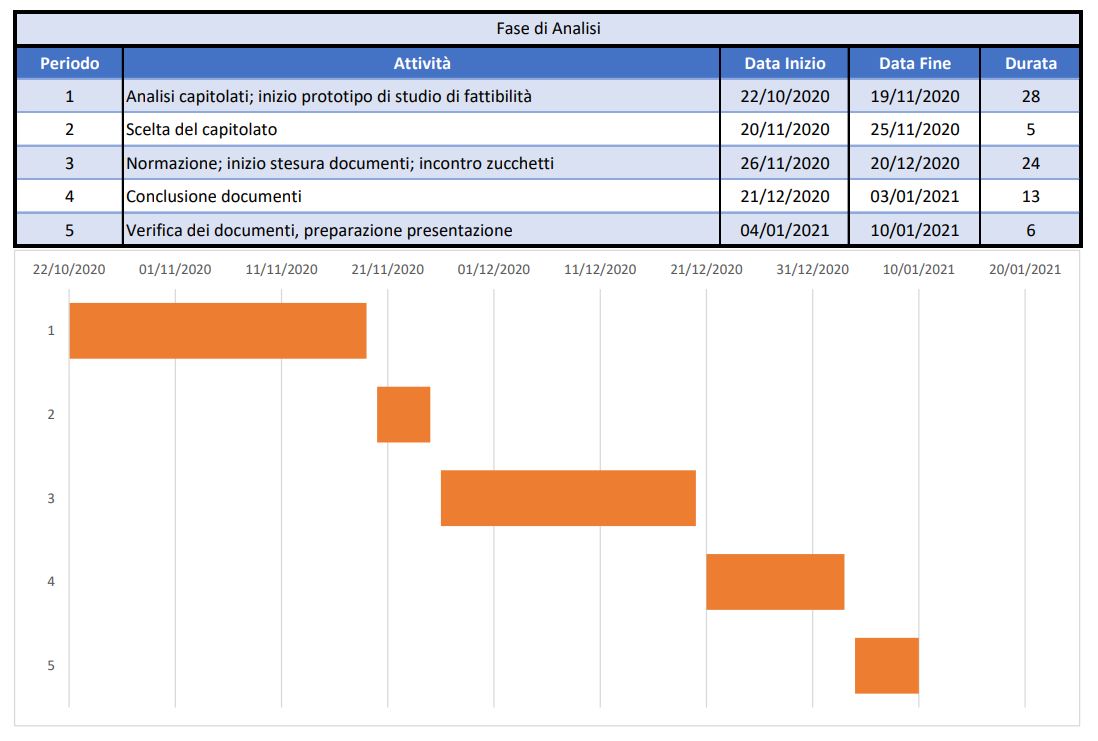 Fase di Analisi
Periodo Attività Data Inizio Data Fine Durata
1 Analisi capitolati; inizio prototipo di studio di fattibilità 22/10/2020 19/11/2020 28
2 Scelta del capitolato 20/11/2020 25/11/2020 5
3 Normazione; inizio stesura documenti; incontro zucchetti 26/11/2020 20/12/2020 24
4 Conclusione documenti 21/12/2020 03/01/2021 13
5 Verifica dei documenti, preparazione presentazione 04/01/2021 10/01/2021 6
22/10/2020 01/11/2020 11/11/2020 21/11/2020 01/12/2020 11/12/2020 21/12/2020 31/12/2020 10/01/2021 20/01/2021
1
2
3
4
5